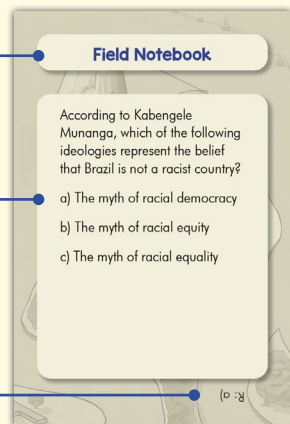 Field Notebook
According to Kabengele
Munanga, which of the following
ideologies represent the belief
that Brazil is not a racist country?
a) The myth of racial democracy
b) The myth of racial equity
c) The myth of racial equality
R: a)